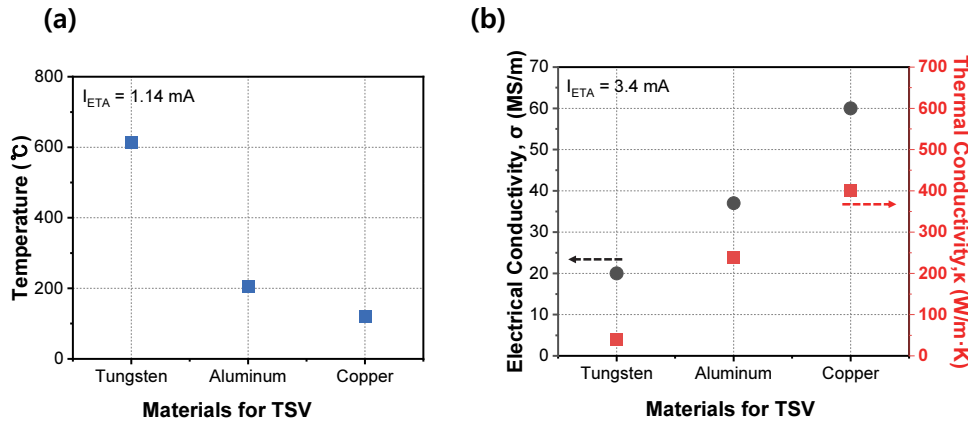 (a)
800
600
400
200
0
Temperature (℃)
I_ETA = 1.14 mA
Tungsten
Aluminum
Copper
Materials for TSV
(b)
70
60
50
40
30
20
10
0
Electrical Conductivity, σ (MS/m)
I_ETA = 3.4 mA
700
600
500
400
300
200
100
0
Thermal Conductivity,κ (W/m·K)
Tungsten
Aluminum
Copper
Materials for TSV